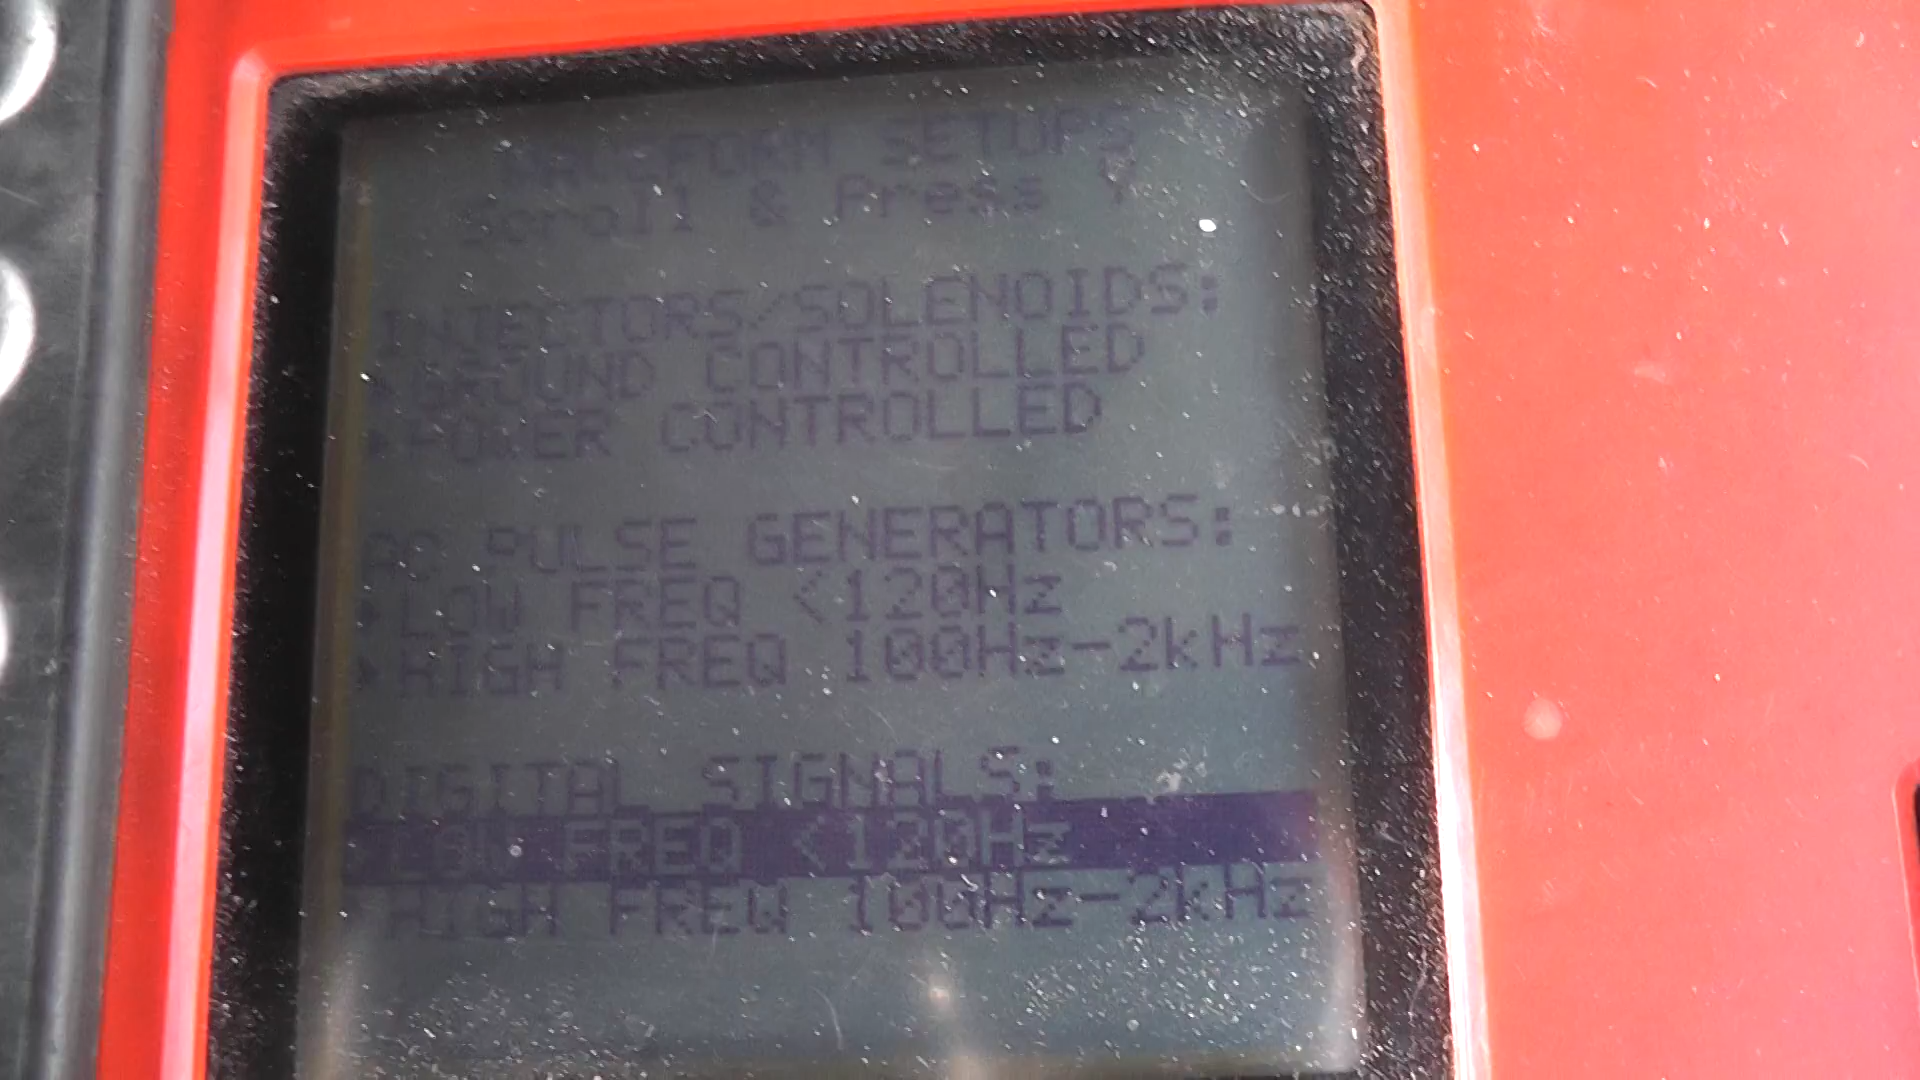 WAVEFORM SETUPS
Scroll & Press Y
INJECTORS/SOLENOIDS:
GROUND CONTROLLED
POWER CONTROLLED
AC PULSE GENERATORS:
LOW FREQ <120Hz
HIGH FREQ 100Hz-2kHz
DIGITAL SIGNALS:
LOW FREQ <120Hz
HIGH FREQ 100Hz-2kHz